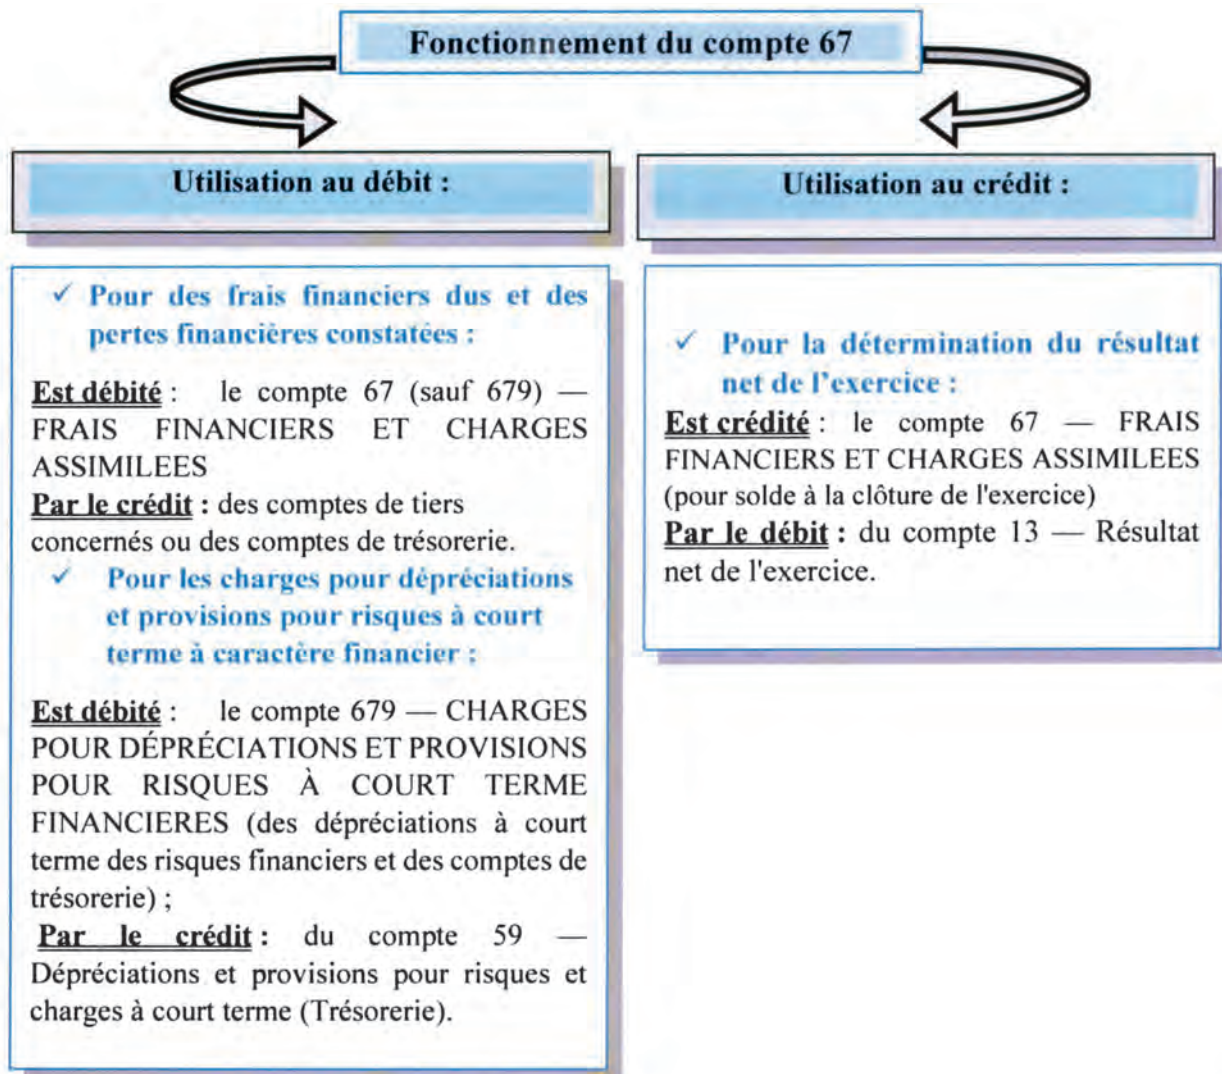 Fonctionnement du compte 67
Utilisation au débit :
✓ Pour des frais financiers dus et des
pertes financières constatées :
Est débité : le compte 67 (sauf 679) —
FRAIS FINANCIERS ET CHARGES
ASSIMILEES
Par le crédit : des comptes de tiers
concernés ou des comptes de trésorerie.
✓ Pour les charges pour dépréciations
et provisions pour risques à court
terme à caractère financier :
Est débité : le compte 679 — CHARGES
POUR DÉPRÉCIATIONS ET PROVISIONS
POUR RISQUES À COURT TERME
FINANCIERES (des dépréciations à court
terme des risques financiers et des comptes de
trésorerie) ;
Par le crédit : du compte 59 —
Dépréciations et provisions pour risques et
charges à court terme (Trésorerie).
Utilisation au crédit :
✓ Pour la détermination du résultat
net de l'exercice :
Est crédité : le compte 67 — FRAIS
FINANCIERS ET CHARGES ASSIMILEES
(pour solde à la clôture de l'exercice)
Par le débit : du compte 13 — Résultat
net de l'exercice.